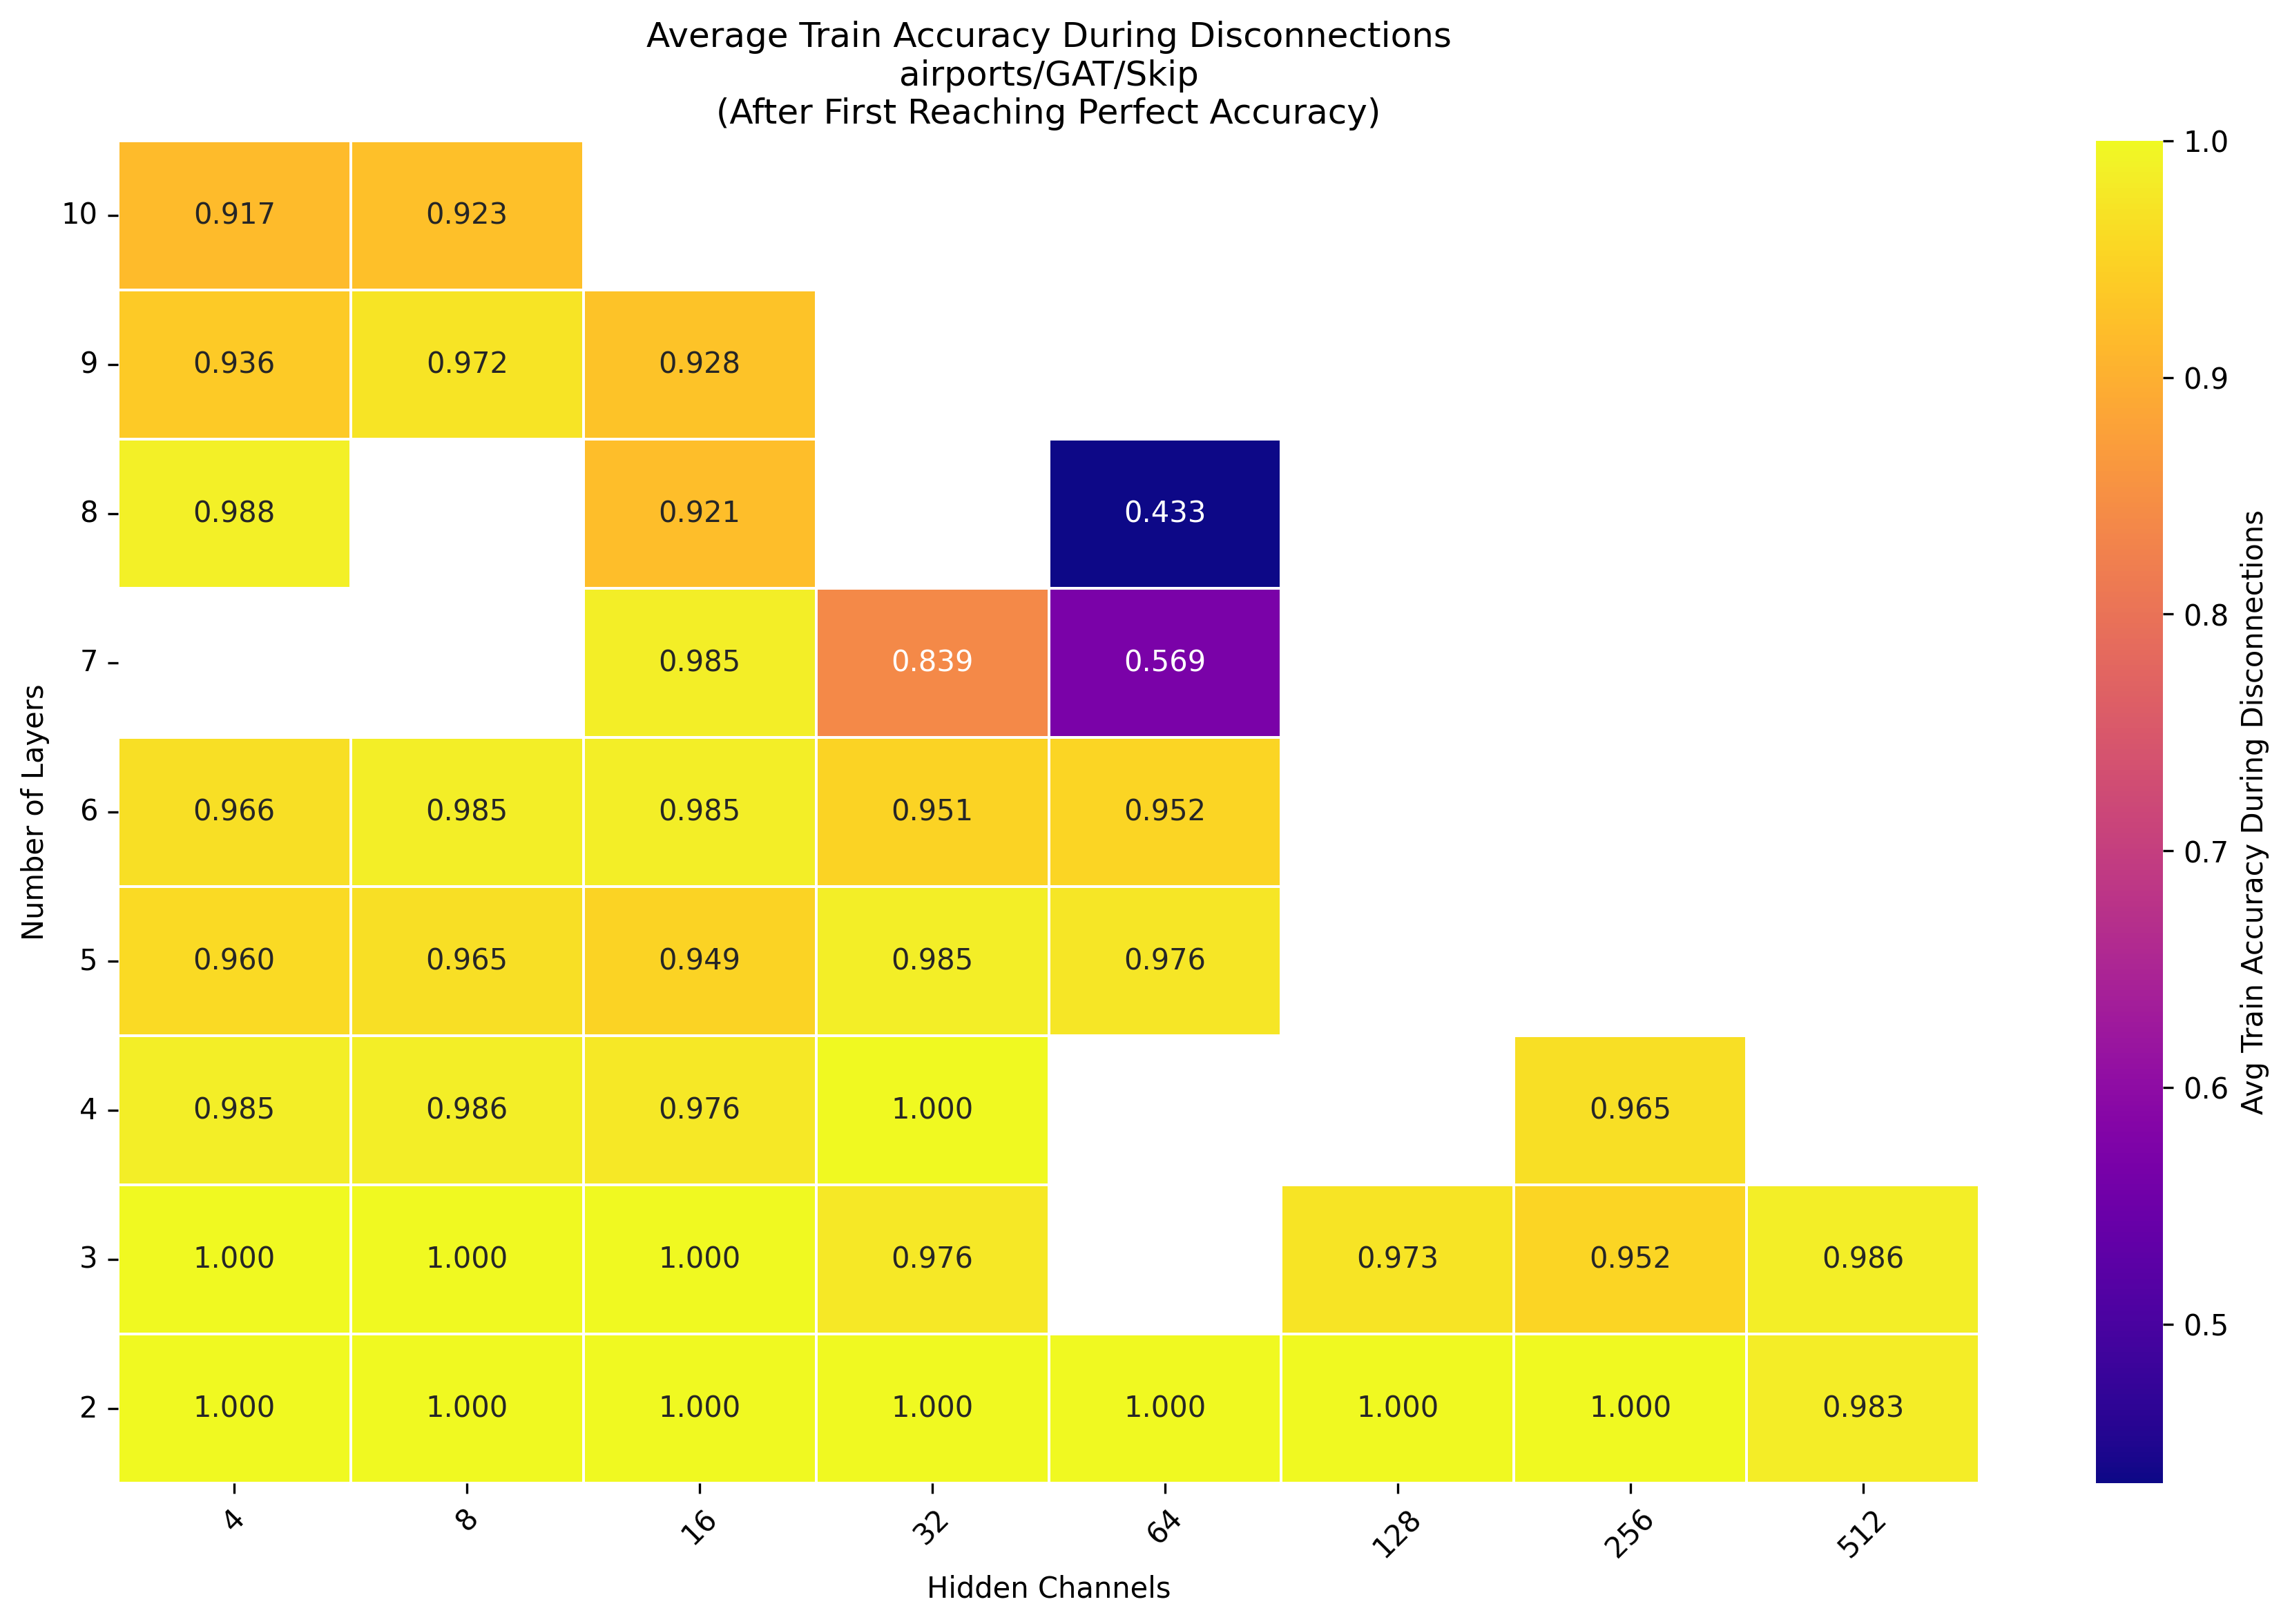 Average Train Accuracy During Disconnections
airports/GAT/Skip
(After First Reaching Perfect Accuracy)
Number of Layers
10 0.917 0.923
9 0.936 0.972 0.928
8 0.988 0.921 0.433
7 0.985 0.839 0.569
6 0.966 0.985 0.985 0.951 0.952
5 0.960 0.965 0.949 0.985 0.976
4 0.985 0.986 0.976 1.000 0.965
3 1.000 1.000 1.000 0.976 0.973 0.952 0.986
2 1.000 1.000 1.000 1.000 1.000 1.000 1.000 0.983
4 8 16 32 64 128 256 512
Hidden Channels
1.0
0.9
0.8
0.7
0.6
0.5
Avg Train Accuracy During Disconnections